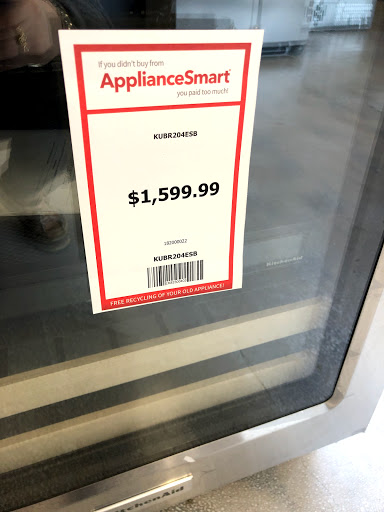 If you didn't buy from
ApplianceSmart
you paid too much!
KUBR204ESB
$1,599.99
KUBR204ESB
FREE RECYCLING OF YOUR OLD APPLIANCE!
KitchenAid